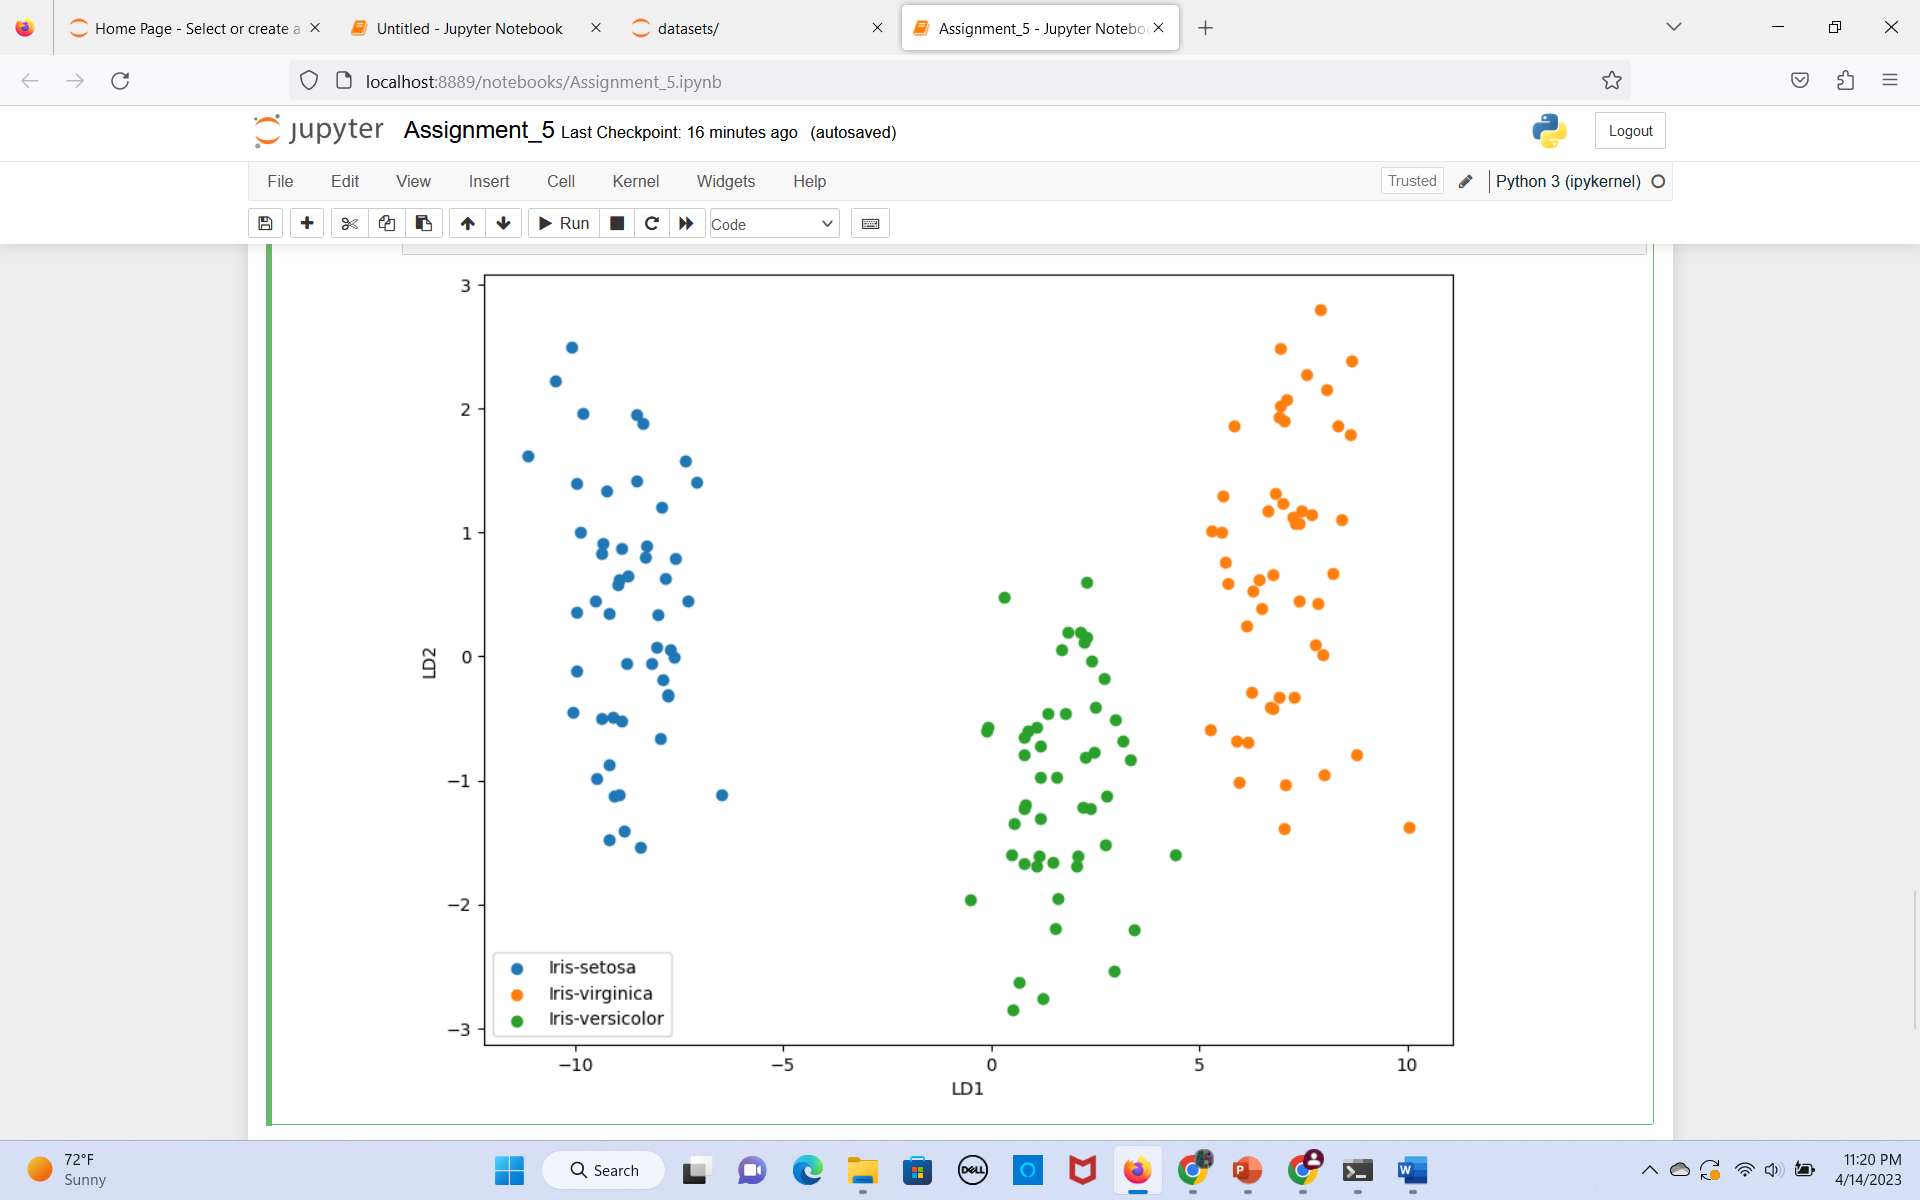 Home Page - Select or create a
Untitled - Jupyter Notebook
datasets/
Assignment_5 - Jupyter Notebo
localhost:8889/notebooks/Assignment_5.ipynb
jupyter Assignment_5 Last Checkpoint: 16 minutes ago (autosaved)
Logout
File Edit View Insert Cell Kernel Widgets Help
Trusted
Python 3 (ipykernel)
Run
Code
3
2
1
0
−1
−2
−3
LD2
Iris-setosa
Iris-virginica
Iris-versicolor
−10 −5 0 5 10
LD1
72°F
Sunny
Search
DELL
P
W
11:20 PM
4/14/2023